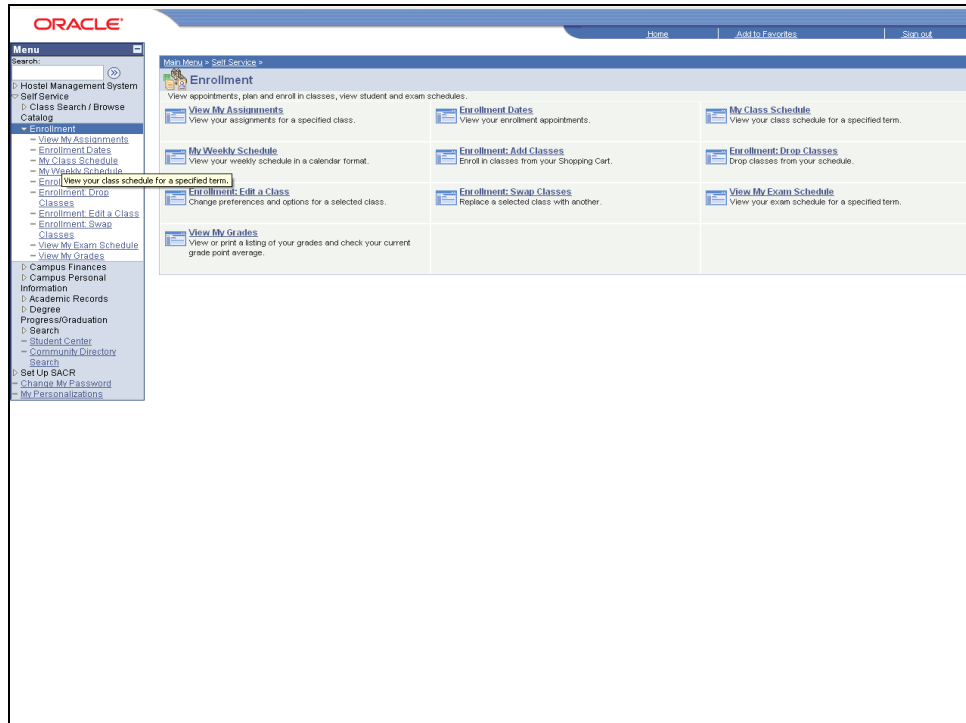 ORACLE
Home
Add to Favorites
Sign out
Menu
Search:
Hostel Management System
Self Service
Class Search / Browse
Catalog
Enrollment
View My Assignments
Enrollment Dates
My Class Schedule
My Weekly Schedule
Enrol
View your class schedule for a specified term.
Enrollment: Drop
Classes
Enrollment: Edit a Class
Enrollment: Swap
Classes
View My Exam Schedule
View My Grades
Campus Finances
Campus Personal
Information
Academic Records
Degree
Progress/Graduation
Search
Student Center
Community Directory
Search
Set Up SACR
Change My Password
My Personalizations
Main Menu > Self Service >
Enrollment
View appointments, plan and enroll in classes, view student and exam schedules.
View My Assignments
View your assignments for a specified class.
Enrollment Dates
View your enrollment appointments.
My Class Schedule
View your class schedule for a specified term.
My Weekly Schedule
View your weekly schedule in a calendar format.
Enrollment: Add Classes
Enroll in classes from your Shopping Cart.
Enrollment: Drop Classes
Drop classes from your schedule.
Enrollment: Edit a Class
Change preferences and options for a selected class.
Enrollment: Swap Classes
Replace a selected class with another.
View My Exam Schedule
View your exam schedule for a specified term.
View My Grades
View or print a listing of your grades and check your current
grade point average.